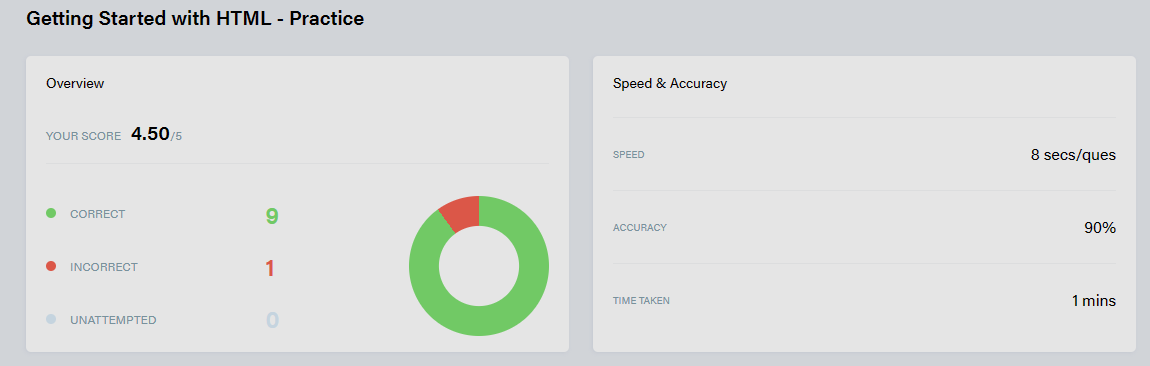 Getting Started with HTML - Practice
Overview
YOUR SCORE 4.50/5
CORRECT 9
INCORRECT 1
UNATTEMPTED 0
Speed & Accuracy
SPEED 8 secs/ques
ACCURACY 90%
TIME TAKEN 1 mins